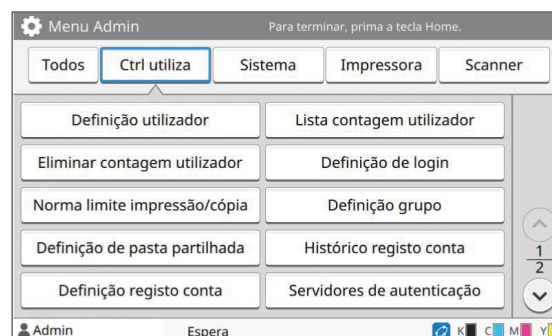 Menu Admin Para terminar, prima a tecla Home.
Todos Ctrl utiliza Sistema Impressora Scanner
Definição utilizador Lista contagem utilizador
Eliminar contagem utilizador Definição de login
Norma limite impressão/cópia Definição grupo
Definição de pasta partilhada Histórico registo conta
1
2
Definição registo conta Servidores de autenticação
Admin Espera K C M Y